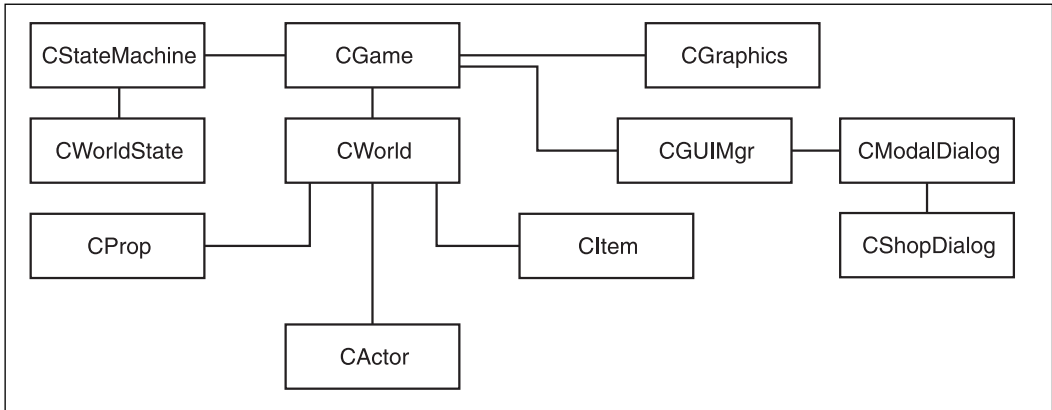 CStateMachine
CGame
CGraphics
CWorldState
CWorld
CGUIMgr
CModalDialog
CProp
CItem
CShopDialog
CActor